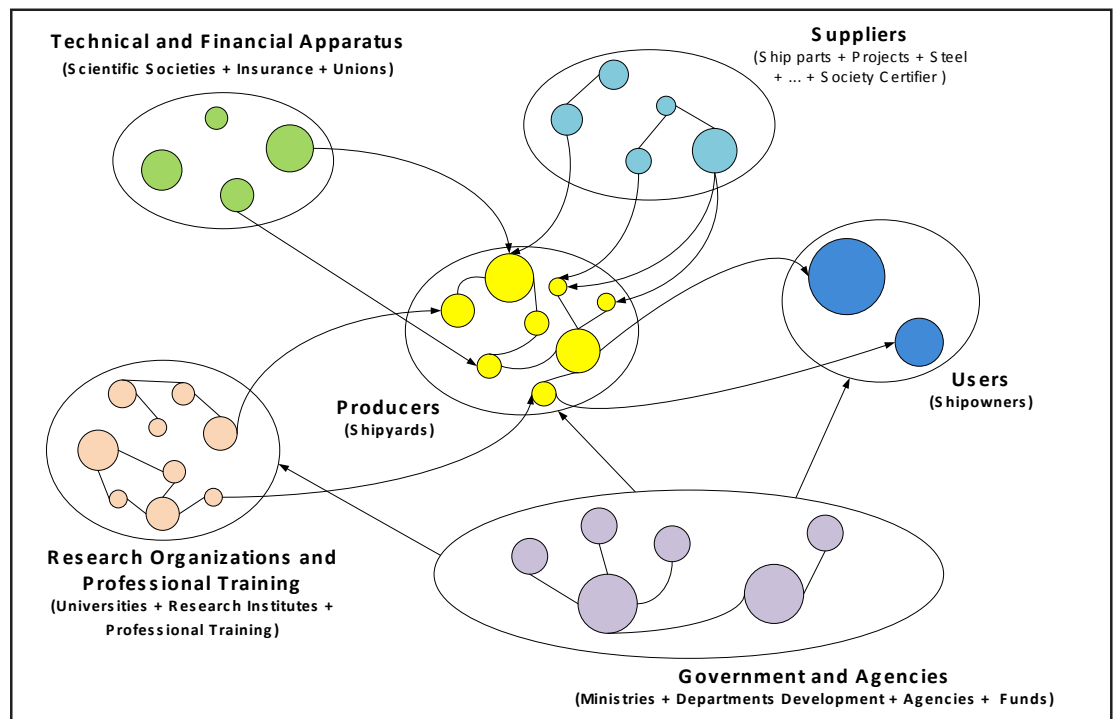 Technical and Financial Apparatus
(Scientific Societies + Insurance + Unions)
Suppliers
(Ship parts + Projects + Steel
+ ... + Society Certifier )
Users
(Shipowners)
Producers
(Shipyards)
Research Organizations and
Professional Training
(Universities + Research Institutes +
Professional Training)
Government and Agencies
(Ministries + Departments Development + Agencies + Funds)